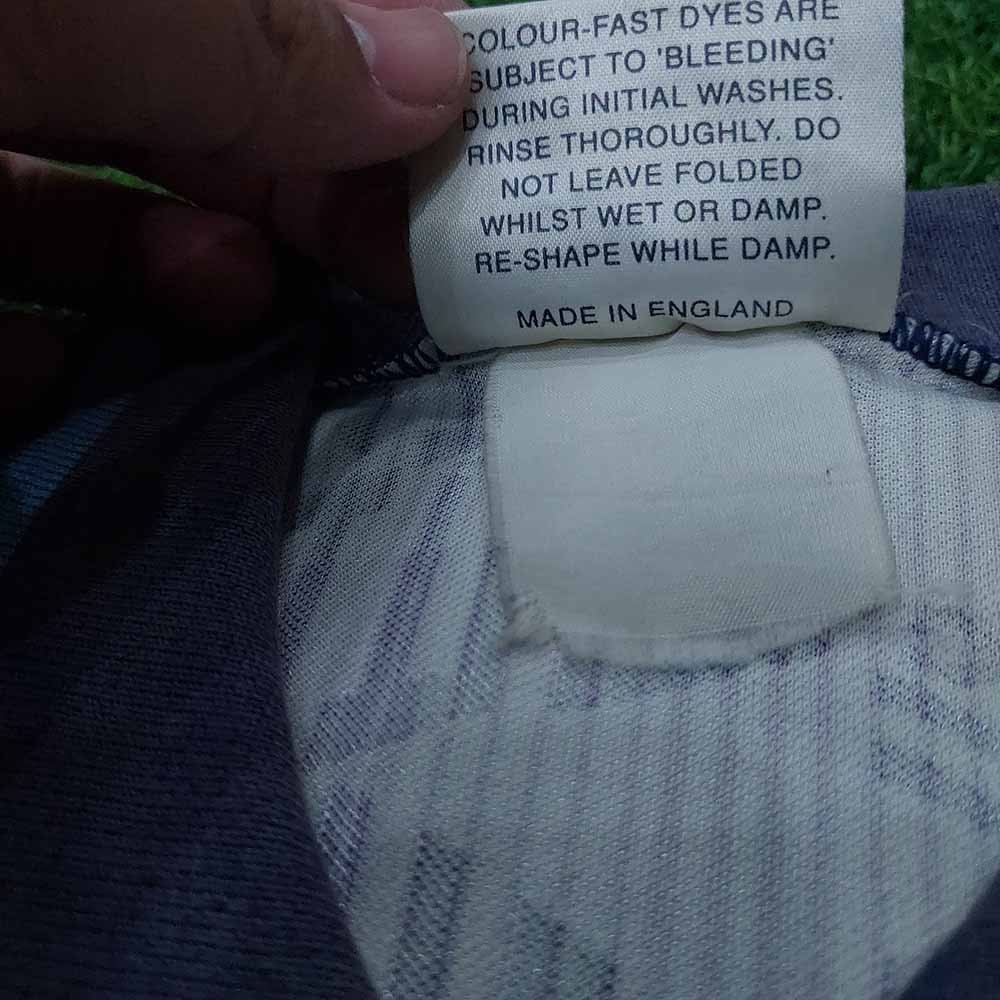 COLOUR-FAST DYES ARE
SUBJECT TO 'BLEEDING'
DURING INITIAL WASHES.
RINSE THOROUGHLY. DO
NOT LEAVE FOLDED
WHILST WET OR DAMP.
RE-SHAPE WHILE DAMP.
MADE IN ENGLAND